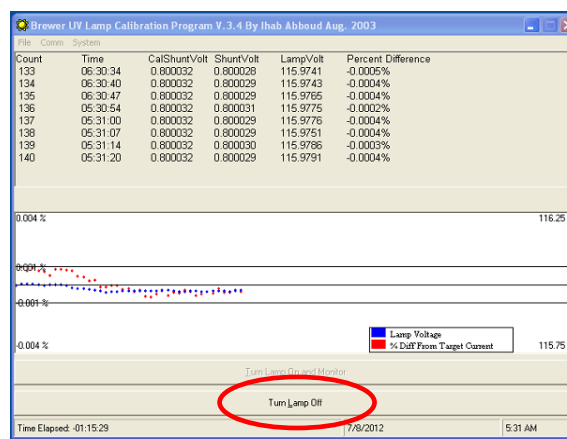 Brewer UV Lamp Calibration Program V.3.4 By Ihab Abboud Aug. 2003
File Comm System
Count Time CalShuntVolt ShuntVolt LampVolt Percent Difference
133 06:30:34 0.800032 0.800028 115.9741 -0.0005%
134 06:30:40 0.800032 0.800029 115.9743 -0.0004%
135 06:30:47 0.800032 0.800029 115.9765 -0.0004%
136 05:30:54 0.800032 0.800031 115.9775 -0.0002%
137 05:31:00 0.800032 0.800029 115.9776 -0.0004%
138 05:31:07 0.800032 0.800029 115.9751 -0.0004%
139 05:31:14 0.800032 0.800030 115.9786 -0.0003%
140 05:31:20 0.800032 0.800029 115.9791 -0.0004%
0.004 % 116.25
0.001 %
-0.001 %
Lamp Voltage
-0.004 % % Diff From Target Current 115.75
Turn Lamp On and Monitor
Turn Lamp Off
Time Elapsed: -01:15:29 7/8/2012 5:31 AM